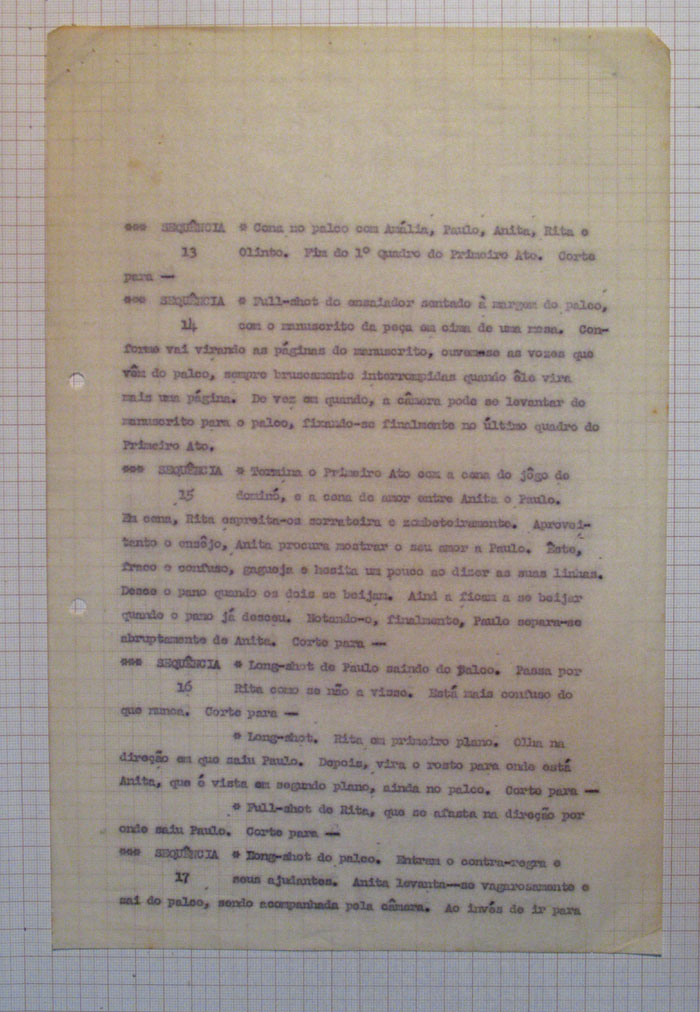 *** SEQUÊNCIA * Cena no palco com Amália, Paulo, Anita, Rita e
13 Olinto. Fim do 1º Quadro do Primeiro Ato. Corte
para —
*** SEQUÊNCIA * Full-shot do ensaiador sentado à margem do palco,
14 com o manuscrito da peça em cima de uma mesa. Con-
forme vai virando as páginas do manuscrito, ouvem-se as vozes que
vêm do palco, sempre bruscamente interrompidas quando êle vira
mais uma página. De vez em quando, a câmera pode se levantar do
manuscrito para o palco, fixando-se finalmente no último quadro do
Primeiro Ato.
*** SEQUÊNCIA * Termina o Primeiro Ato com a cena do jôgo de
15 dominó, e a cena de amor entre Anita e Paulo.
Em cena, Rita espreita-os sorrateira e zombeteiramente. Aprovei-
tanto o ensêjo, Anita procura mostrar o seu amor a Paulo. Êste,
fraco e confuso, gagueja e hesita um pouco ao dizer as suas linhas.
Desce o pano quando os dois se beijam. Aind a ficam a se beijar
quando o pano já desceu. Notando-o, finalmente, Paulo separa-se
abruptamente de Anita. Corte para —
*** SEQUÊNCIA * Long-shot de Paulo saindo do palco. Passa por
16 Rita como se não a visse. Está mais confuso do
que nunca. Corte para —
* Long-shot. Rita em primeiro plano. Olha na
direção em que saiu Paulo. Depois, vira o rosto para onde está
Anita, que é vista em segundo plano, ainda no palco. Corte para —
* Full-shot de Rita, que se afasta na direção por
onde saiu Paulo. Corte para —
*** SEQUÊNCIA * Long-shot do palco. Entram o contra-regra e
17 seus ajudantes. Anita levanta--se vagarosamente e
sai do palco, sendo acompanhada pela câmera. Ao invés de ir para